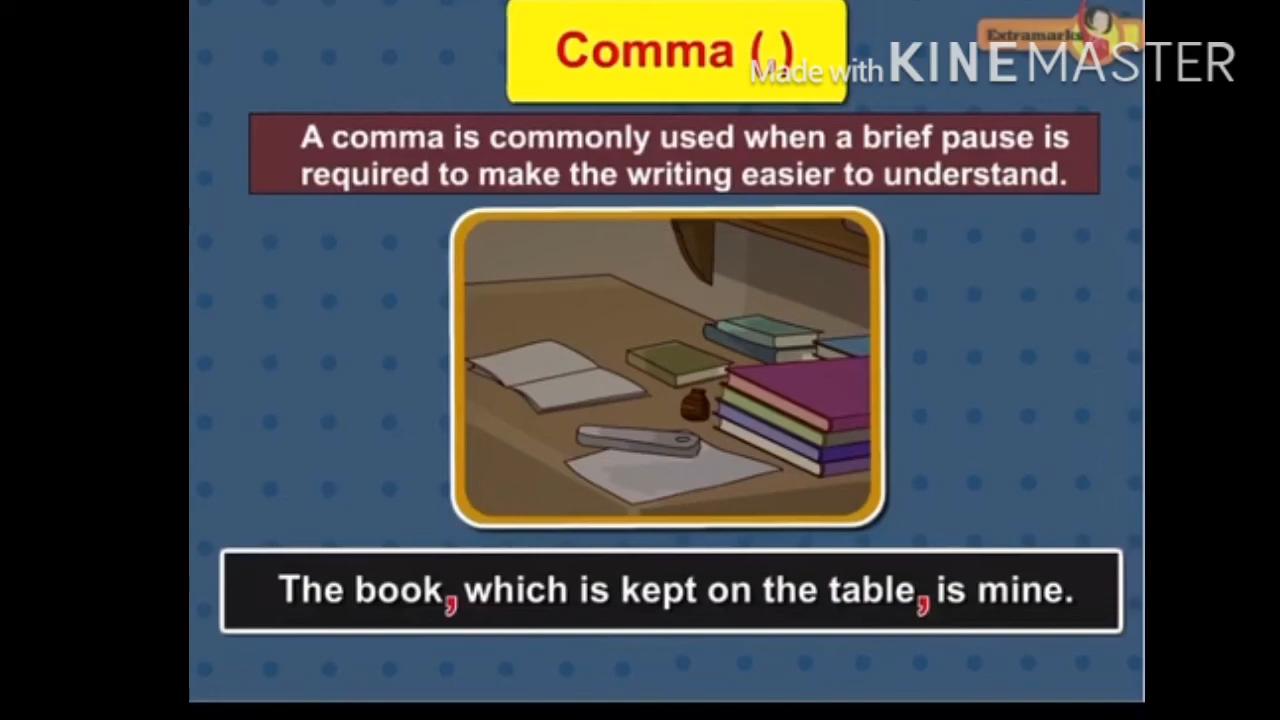 Comma (,)
Extramarks
Made with KINEMASTER
A comma is commonly used when a brief pause is
required to make the writing easier to understand.
The book, which is kept on the table, is mine.